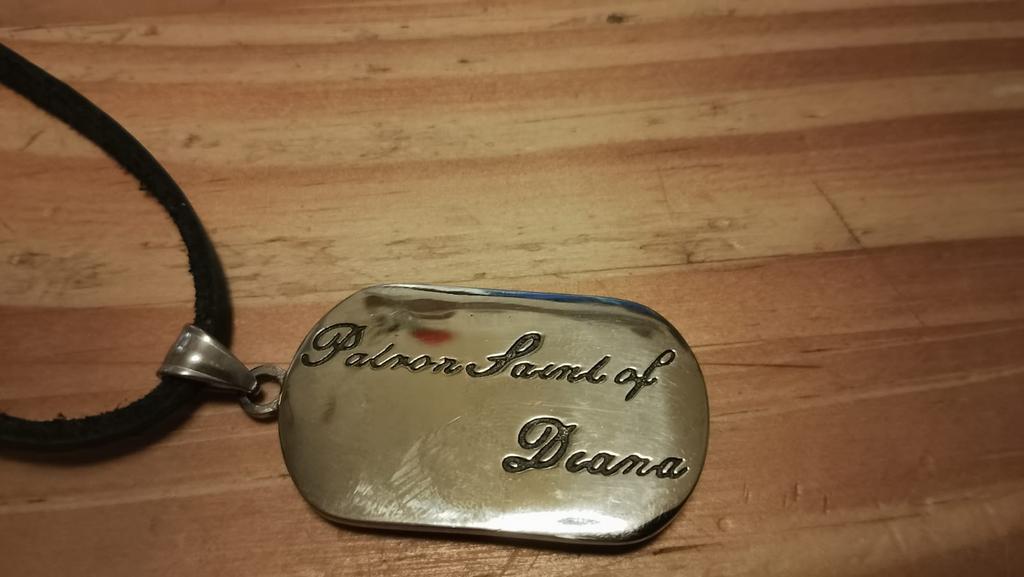 Patron Saint of
Diana